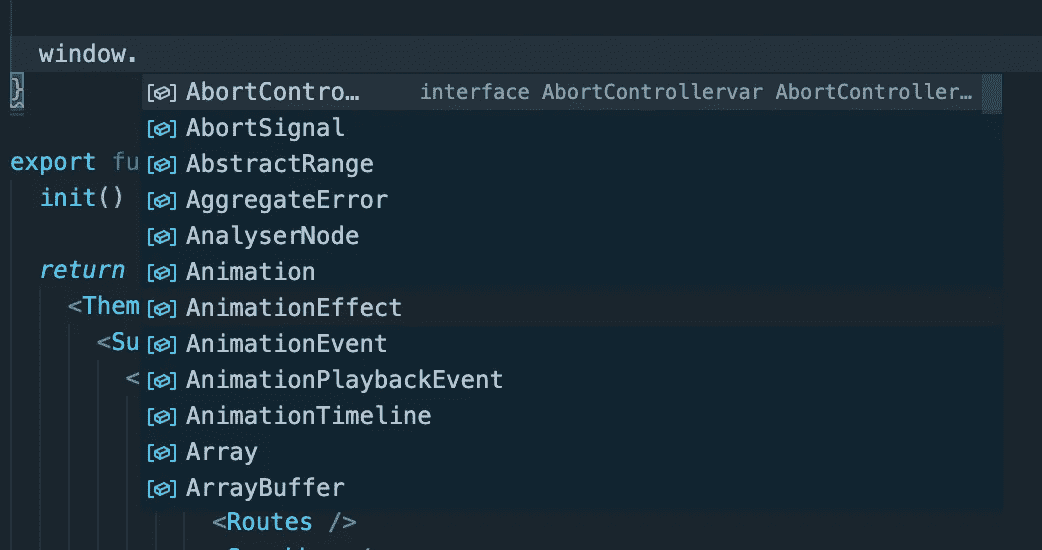 window.
}
AbortContro… interface AbortControllervar AbortController…
AbortSignal
export fu AbstractRange
init() AggregateError
AnalyserNode
return Animation
<Them AnimationEffect
<Su AnimationEvent
< AnimationPlaybackEvent
AnimationTimeline
Array
ArrayBuffer
<Routes />